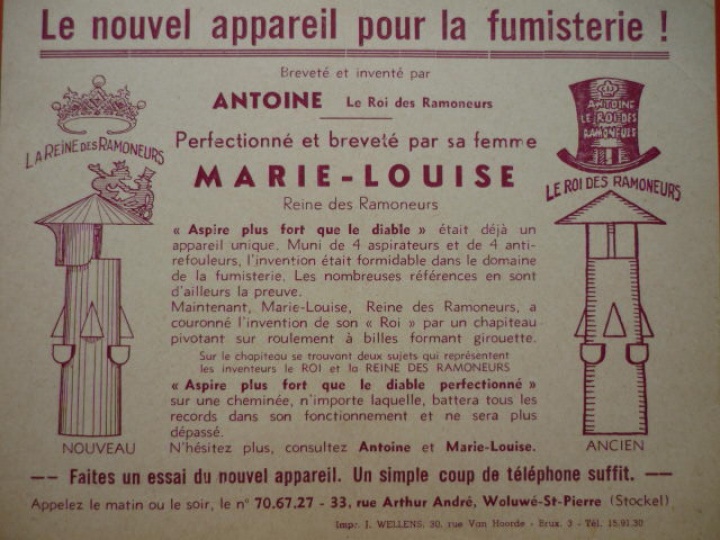 Le nouvel appareil pour la fumisterie !
Breveté et inventé par
ANTOINE Le Roi des Ramoneurs
Perfectionné et breveté par sa femme
MARIE-LOUISE
Reine des Ramoneurs
LA REINE DES RAMONEURS
ANTOINE
LE ROI DES
RAMONEURS
LE ROI DES RAMONEURS
« Aspire plus fort que le diable » était déjà un
appareil unique. Muni de 4 aspirateurs et de 4 anti-
refouleurs, l'invention était formidable dans le domaine
de la fumisterie. Les nombreuses références en sont
d'ailleurs la preuve.
Maintenant, Marie-Louise, Reine des Ramoneurs, a
couronné l'invention de son « Roi » par un chapiteau
pivotant sur roulement à billes formant girouette.
Sur le chapiteau se trouvant deux sujets qui représentent
les inventeurs le ROI et la REINE DES RAMONEURS
« Aspire plus fort que le diable perfectionné »
sur une cheminée, n'importe laquelle, battera tous les
records dans son fonctionnement et ne sera plus
dépassé.
N'hésitez plus, consultez Antoine et Marie-Louise.
NOUVEAU
ANCIEN
-- Faites un essai du nouvel appareil. Un simple coup de téléphone suffit. --
Appelez le matin ou le soir, le n° 70.67.27 - 33, rue Arthur André, Woluwé-St-Pierre (Stockel).
Impr. J. WELLENS, 30, rue Van Hoorde - Brux. 3 - Tél. 15.91.30